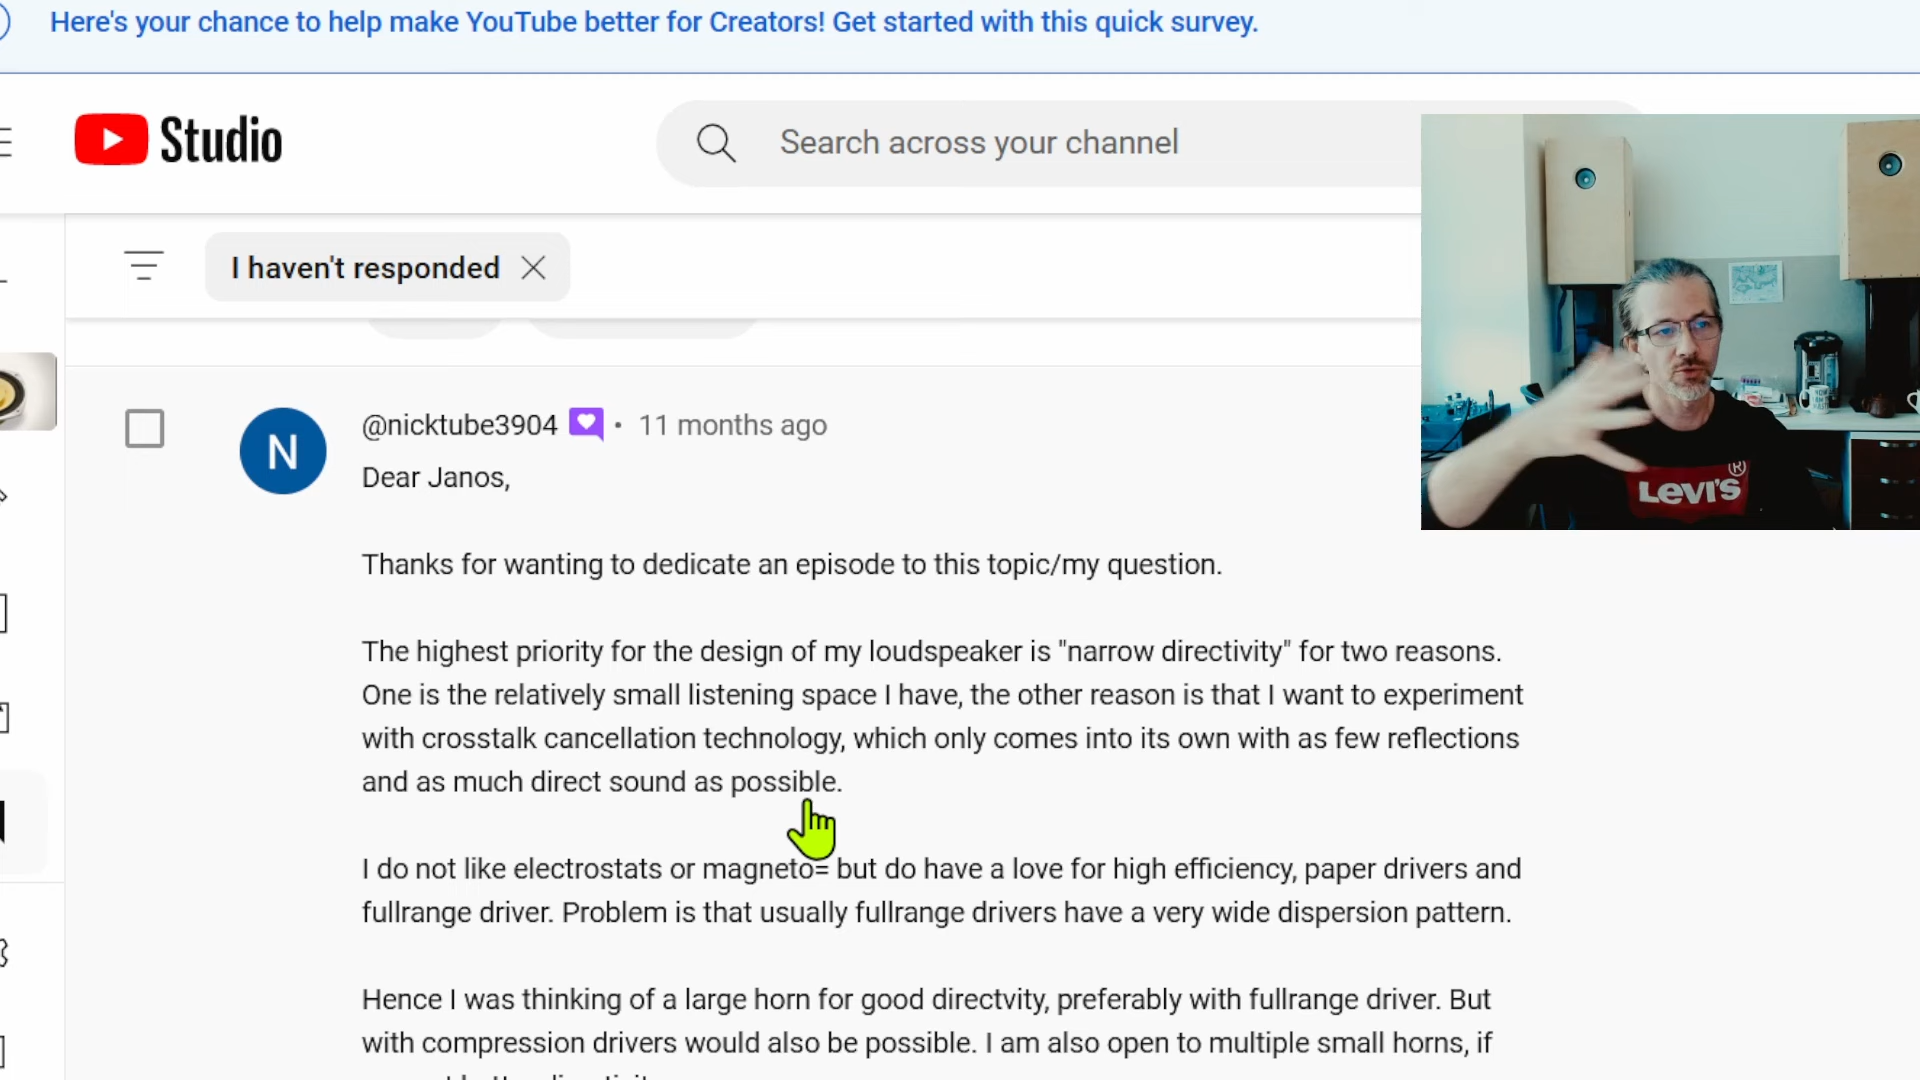 Here's your chance to help make YouTube better for Creators! Get started with this quick survey.
Studio
Search across your channel
I haven't responded
N
@nicktube3904 • 11 months ago
Dear Janos,
Thanks for wanting to dedicate an episode to this topic/my question.
The highest priority for the design of my loudspeaker is "narrow directivity" for two reasons.
One is the relatively small listening space I have, the other reason is that I want to experiment
with crosstalk cancellation technology, which only comes into its own with as few reflections
and as much direct sound as possible.
I do not like electrostats or magneto= but do have a love for high efficiency, paper drivers and
fullrange driver. Problem is that usually fullrange drivers have a very wide dispersion pattern.
Hence I was thinking of a large horn for good directvity, preferably with fullrange driver. But
with compression drivers would also be possible. I am also open to multiple small horns, if
Levi's®